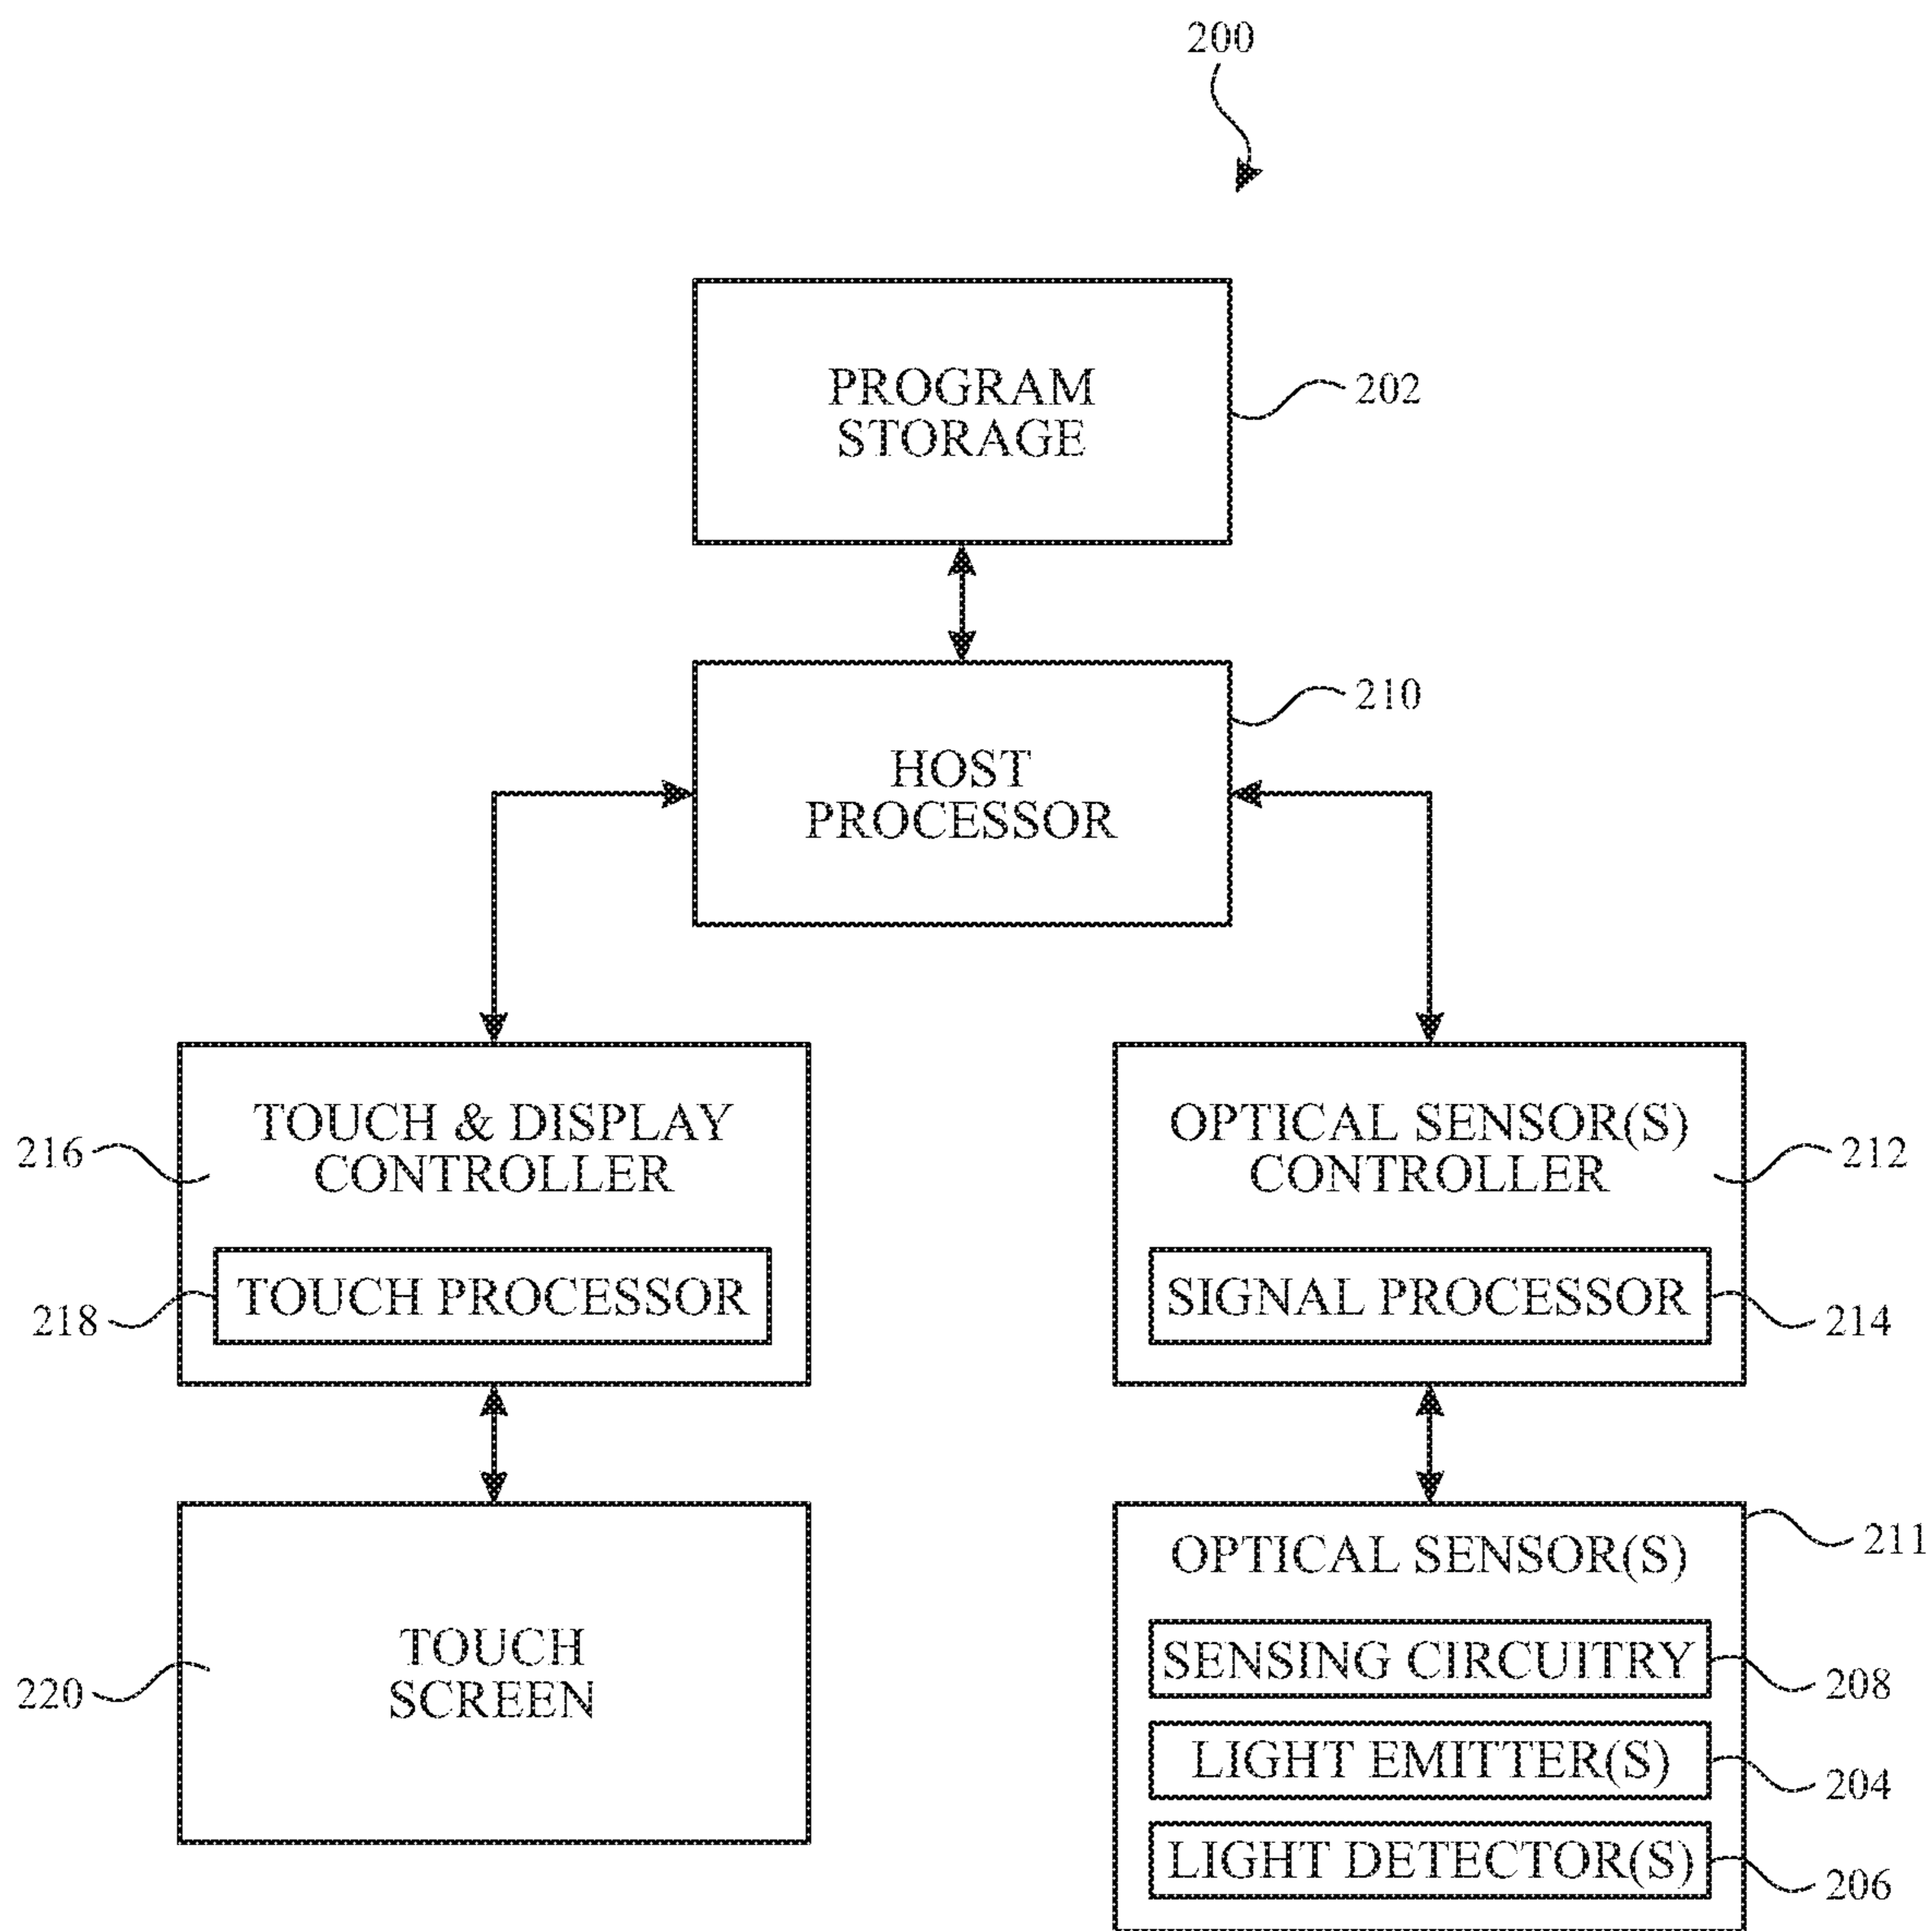 200
PROGRAM
STORAGE
202
HOST
PROCESSOR
210
TOUCH & DISPLAY
CONTROLLER
216
TOUCH PROCESSOR
218
OPTICAL SENSOR(S)
CONTROLLER
212
SIGNAL PROCESSOR
214
TOUCH
SCREEN
220
OPTICAL SENSOR(S)
211
SENSING CIRCUITRY
208
LIGHT EMITTER(S)
204
LIGHT DETECTOR(S)
206